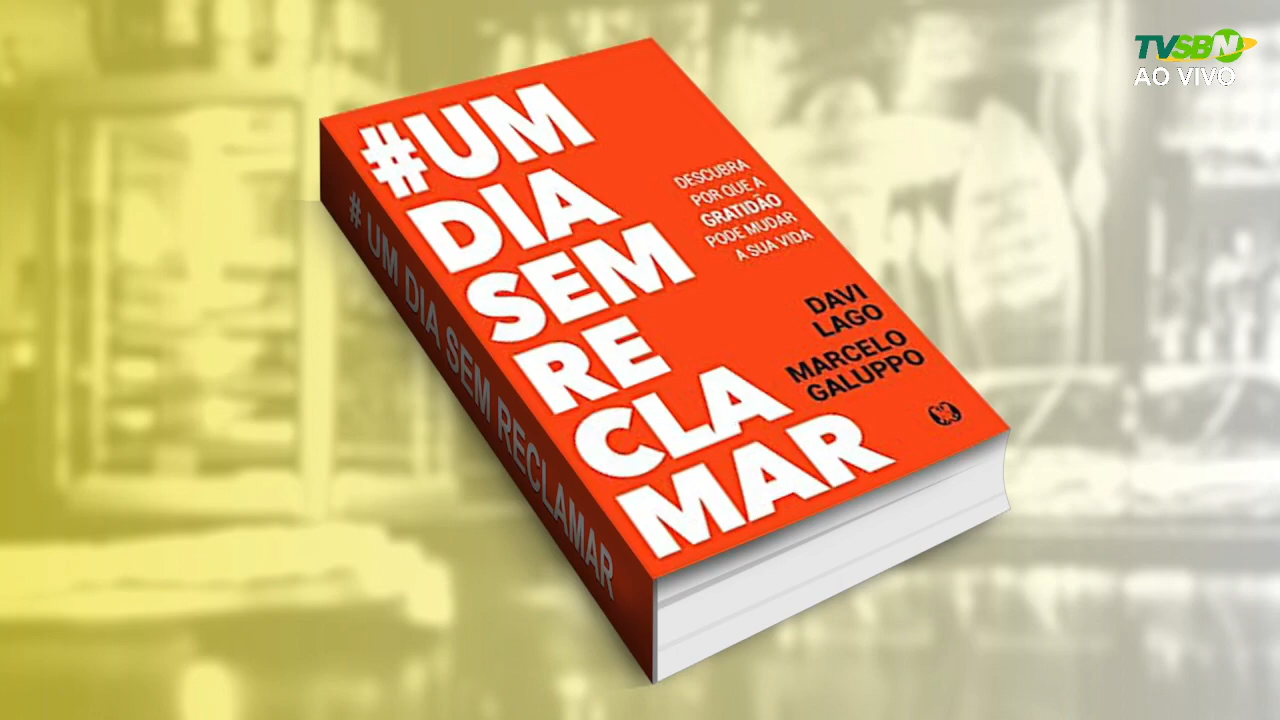 #UM
DIA
SEM
RE
CLA
MAR
DESCUBRA
POR QUE A
GRATIDÃO
PODE MUDAR
A SUA VIDA
DAVI
LAGO
MARCELO
GALUPPO
# UM DIA SEM RECLAMAR
TVSBN
AO VIVO